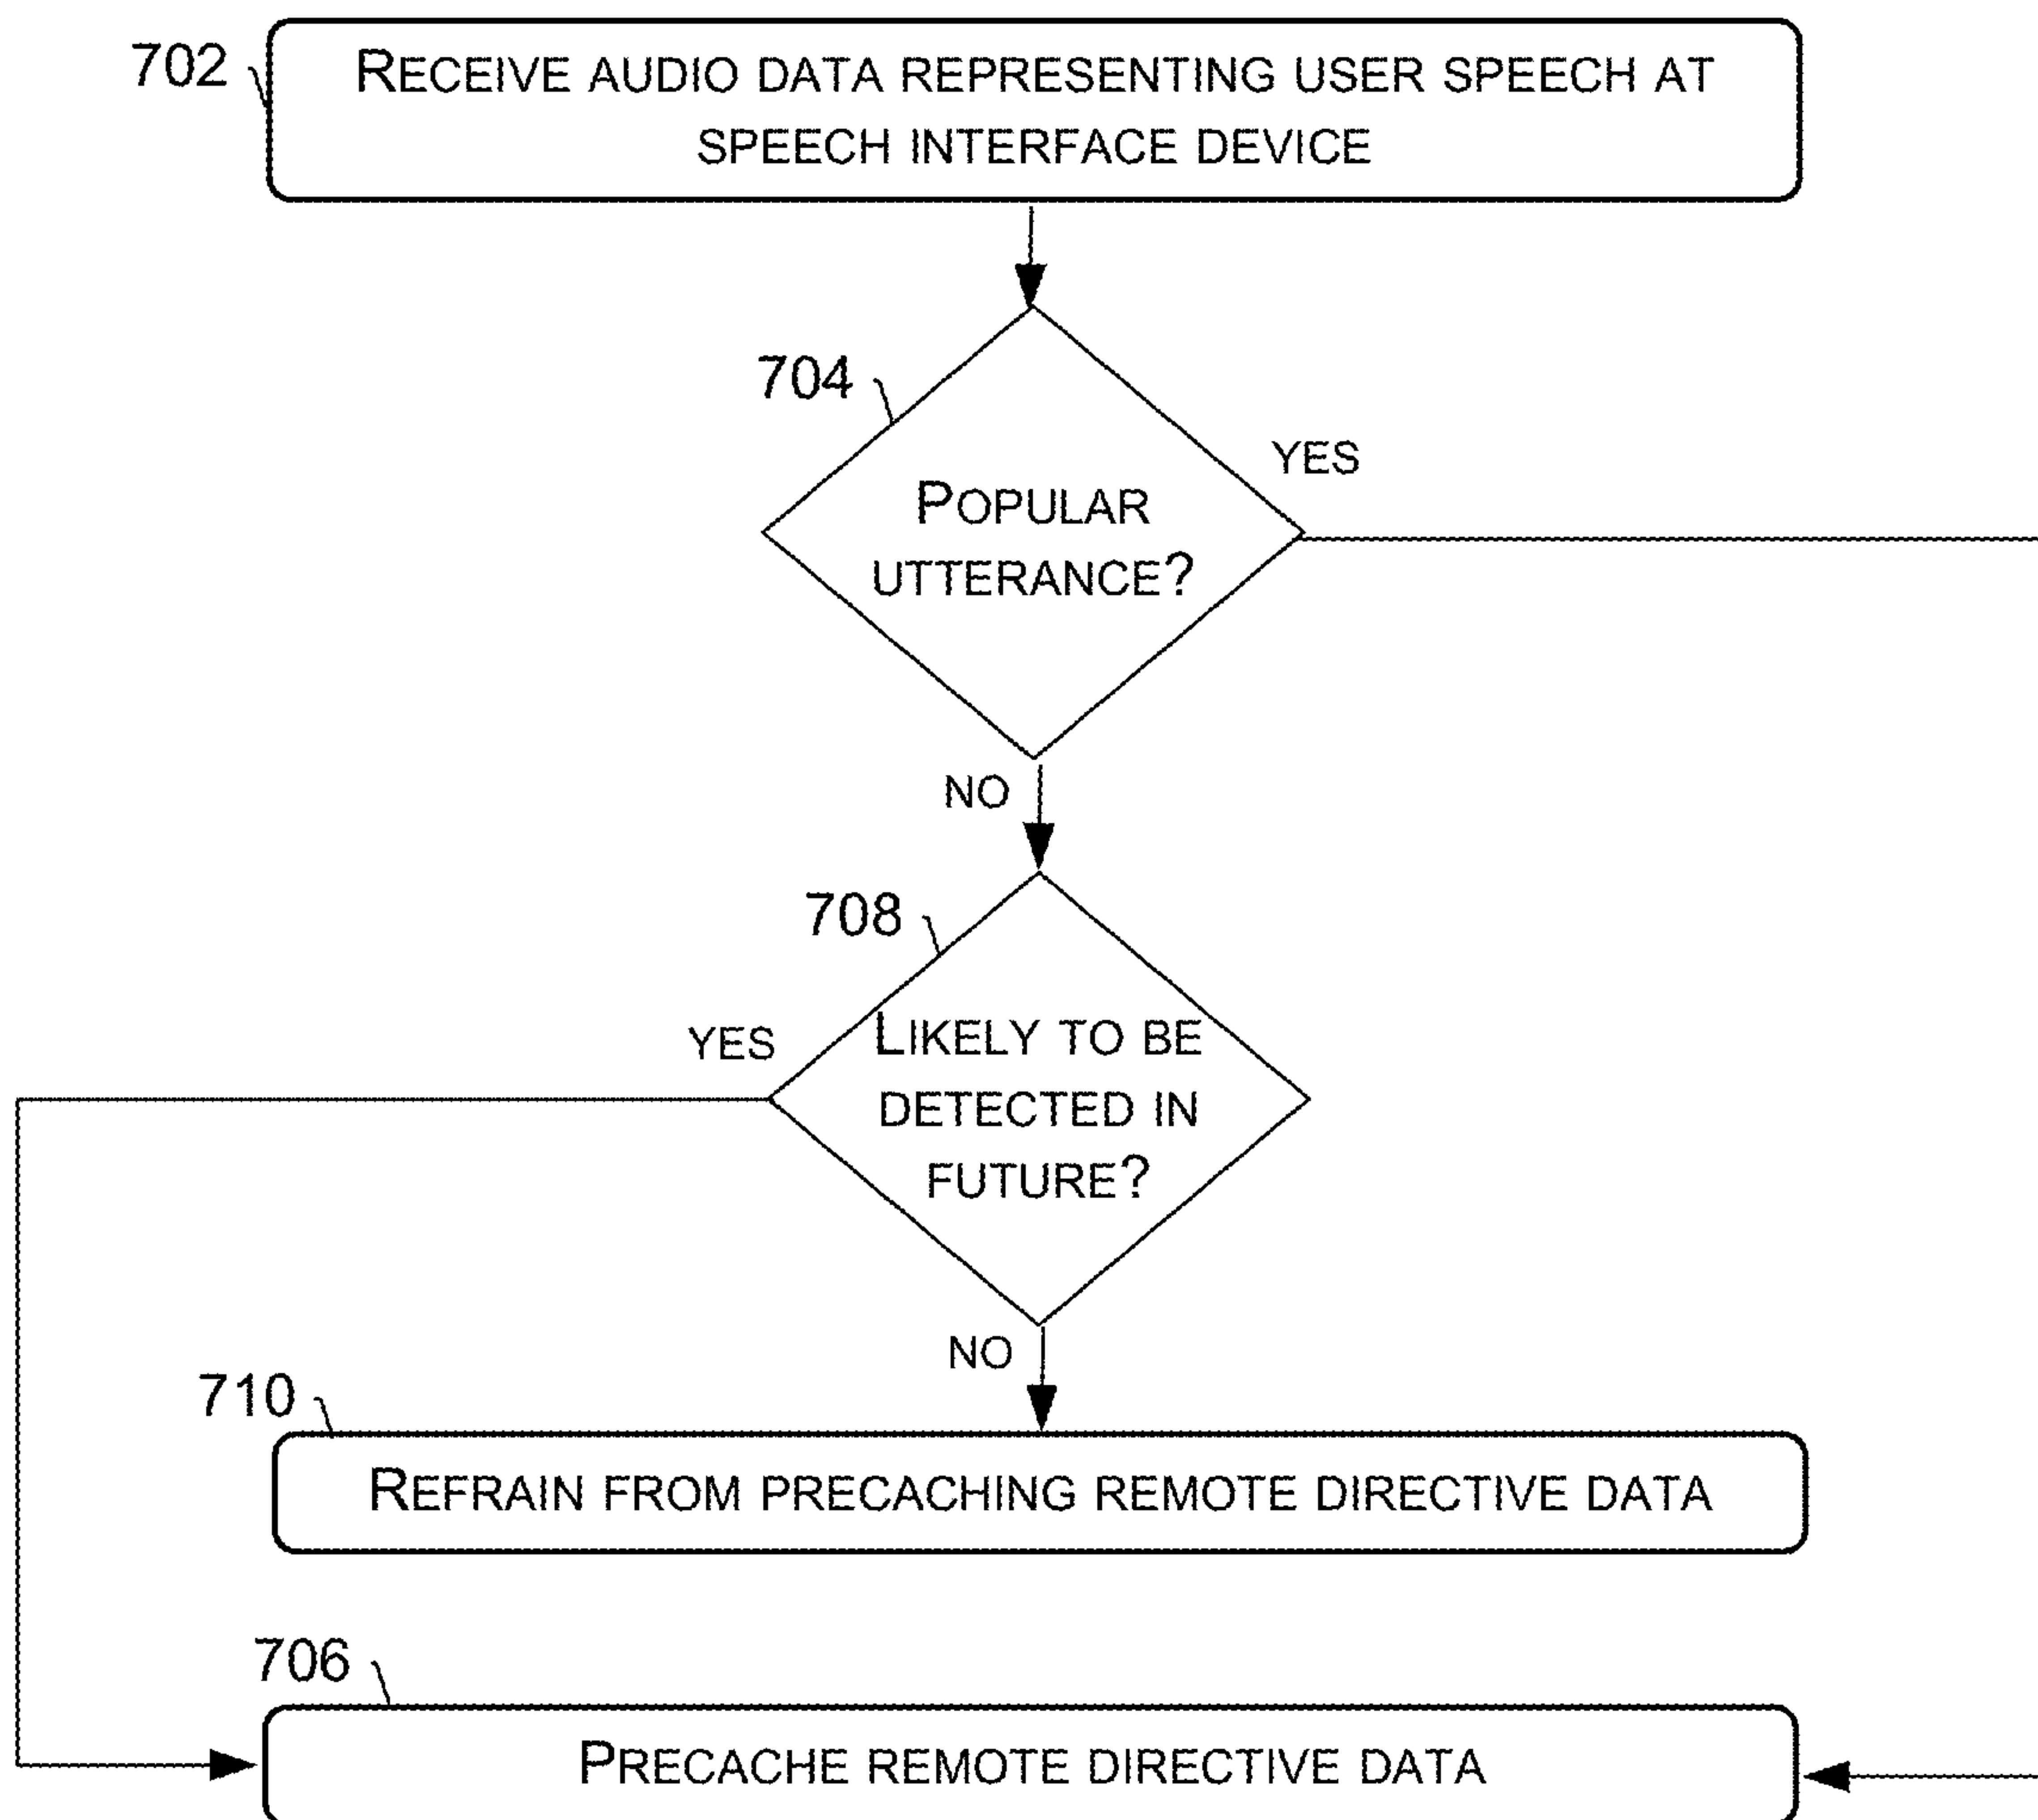 702
RECEIVE AUDIO DATA REPRESENTING USER SPEECH AT
SPEECH INTERFACE DEVICE
704
YES
POPULAR
UTTERANCE?
NO
708
YES
LIKELY TO BE
DETECTED IN
FUTURE?
NO
710
REFRAIN FROM PRECACHING REMOTE DIRECTIVE DATA
706
PRECACHE REMOTE DIRECTIVE DATA